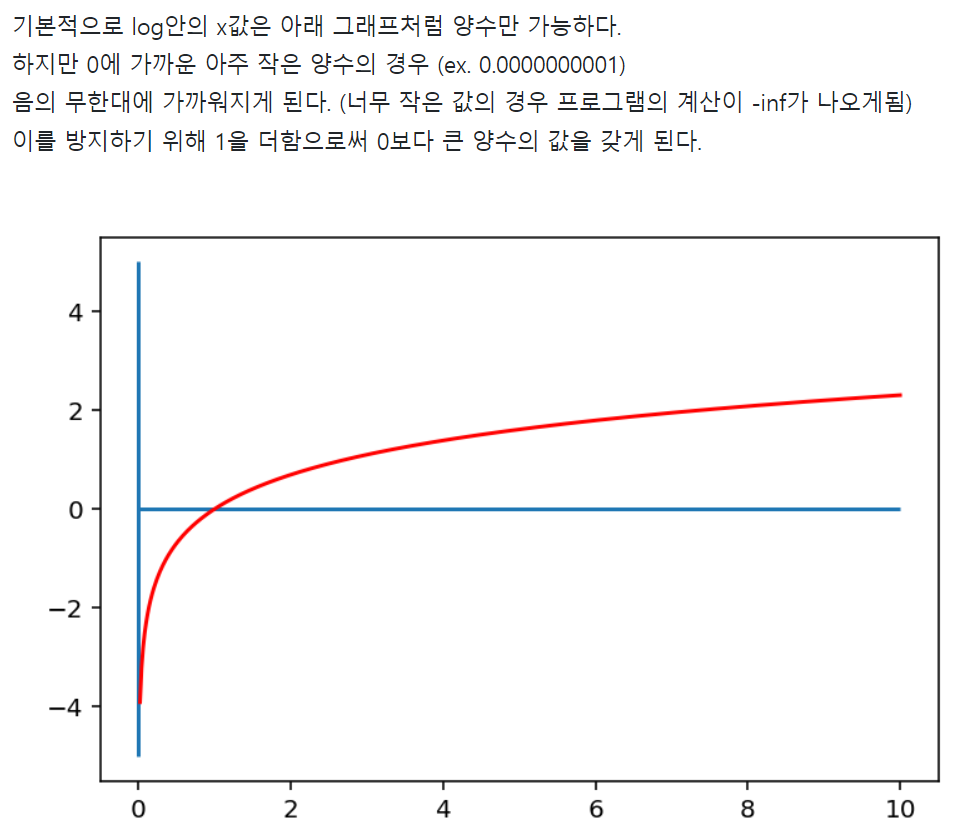 기본적으로 log안의 x값은 아래 그래프처럼 양수만 가능하다.
하지만 0에 가까운 아주 작은 양수의 경우 (ex. 0.0000000001)
음의 무한대에 가까워지게 된다. (너무 작은 값의 경우 프로그램의 계산이 -inf가 나오게됨)
이를 방지하기 위해 1을 더함으로써 0보다 큰 양수의 값을 갖게 된다.
4
2
0
−2
−4
0 2 4 6 8 10